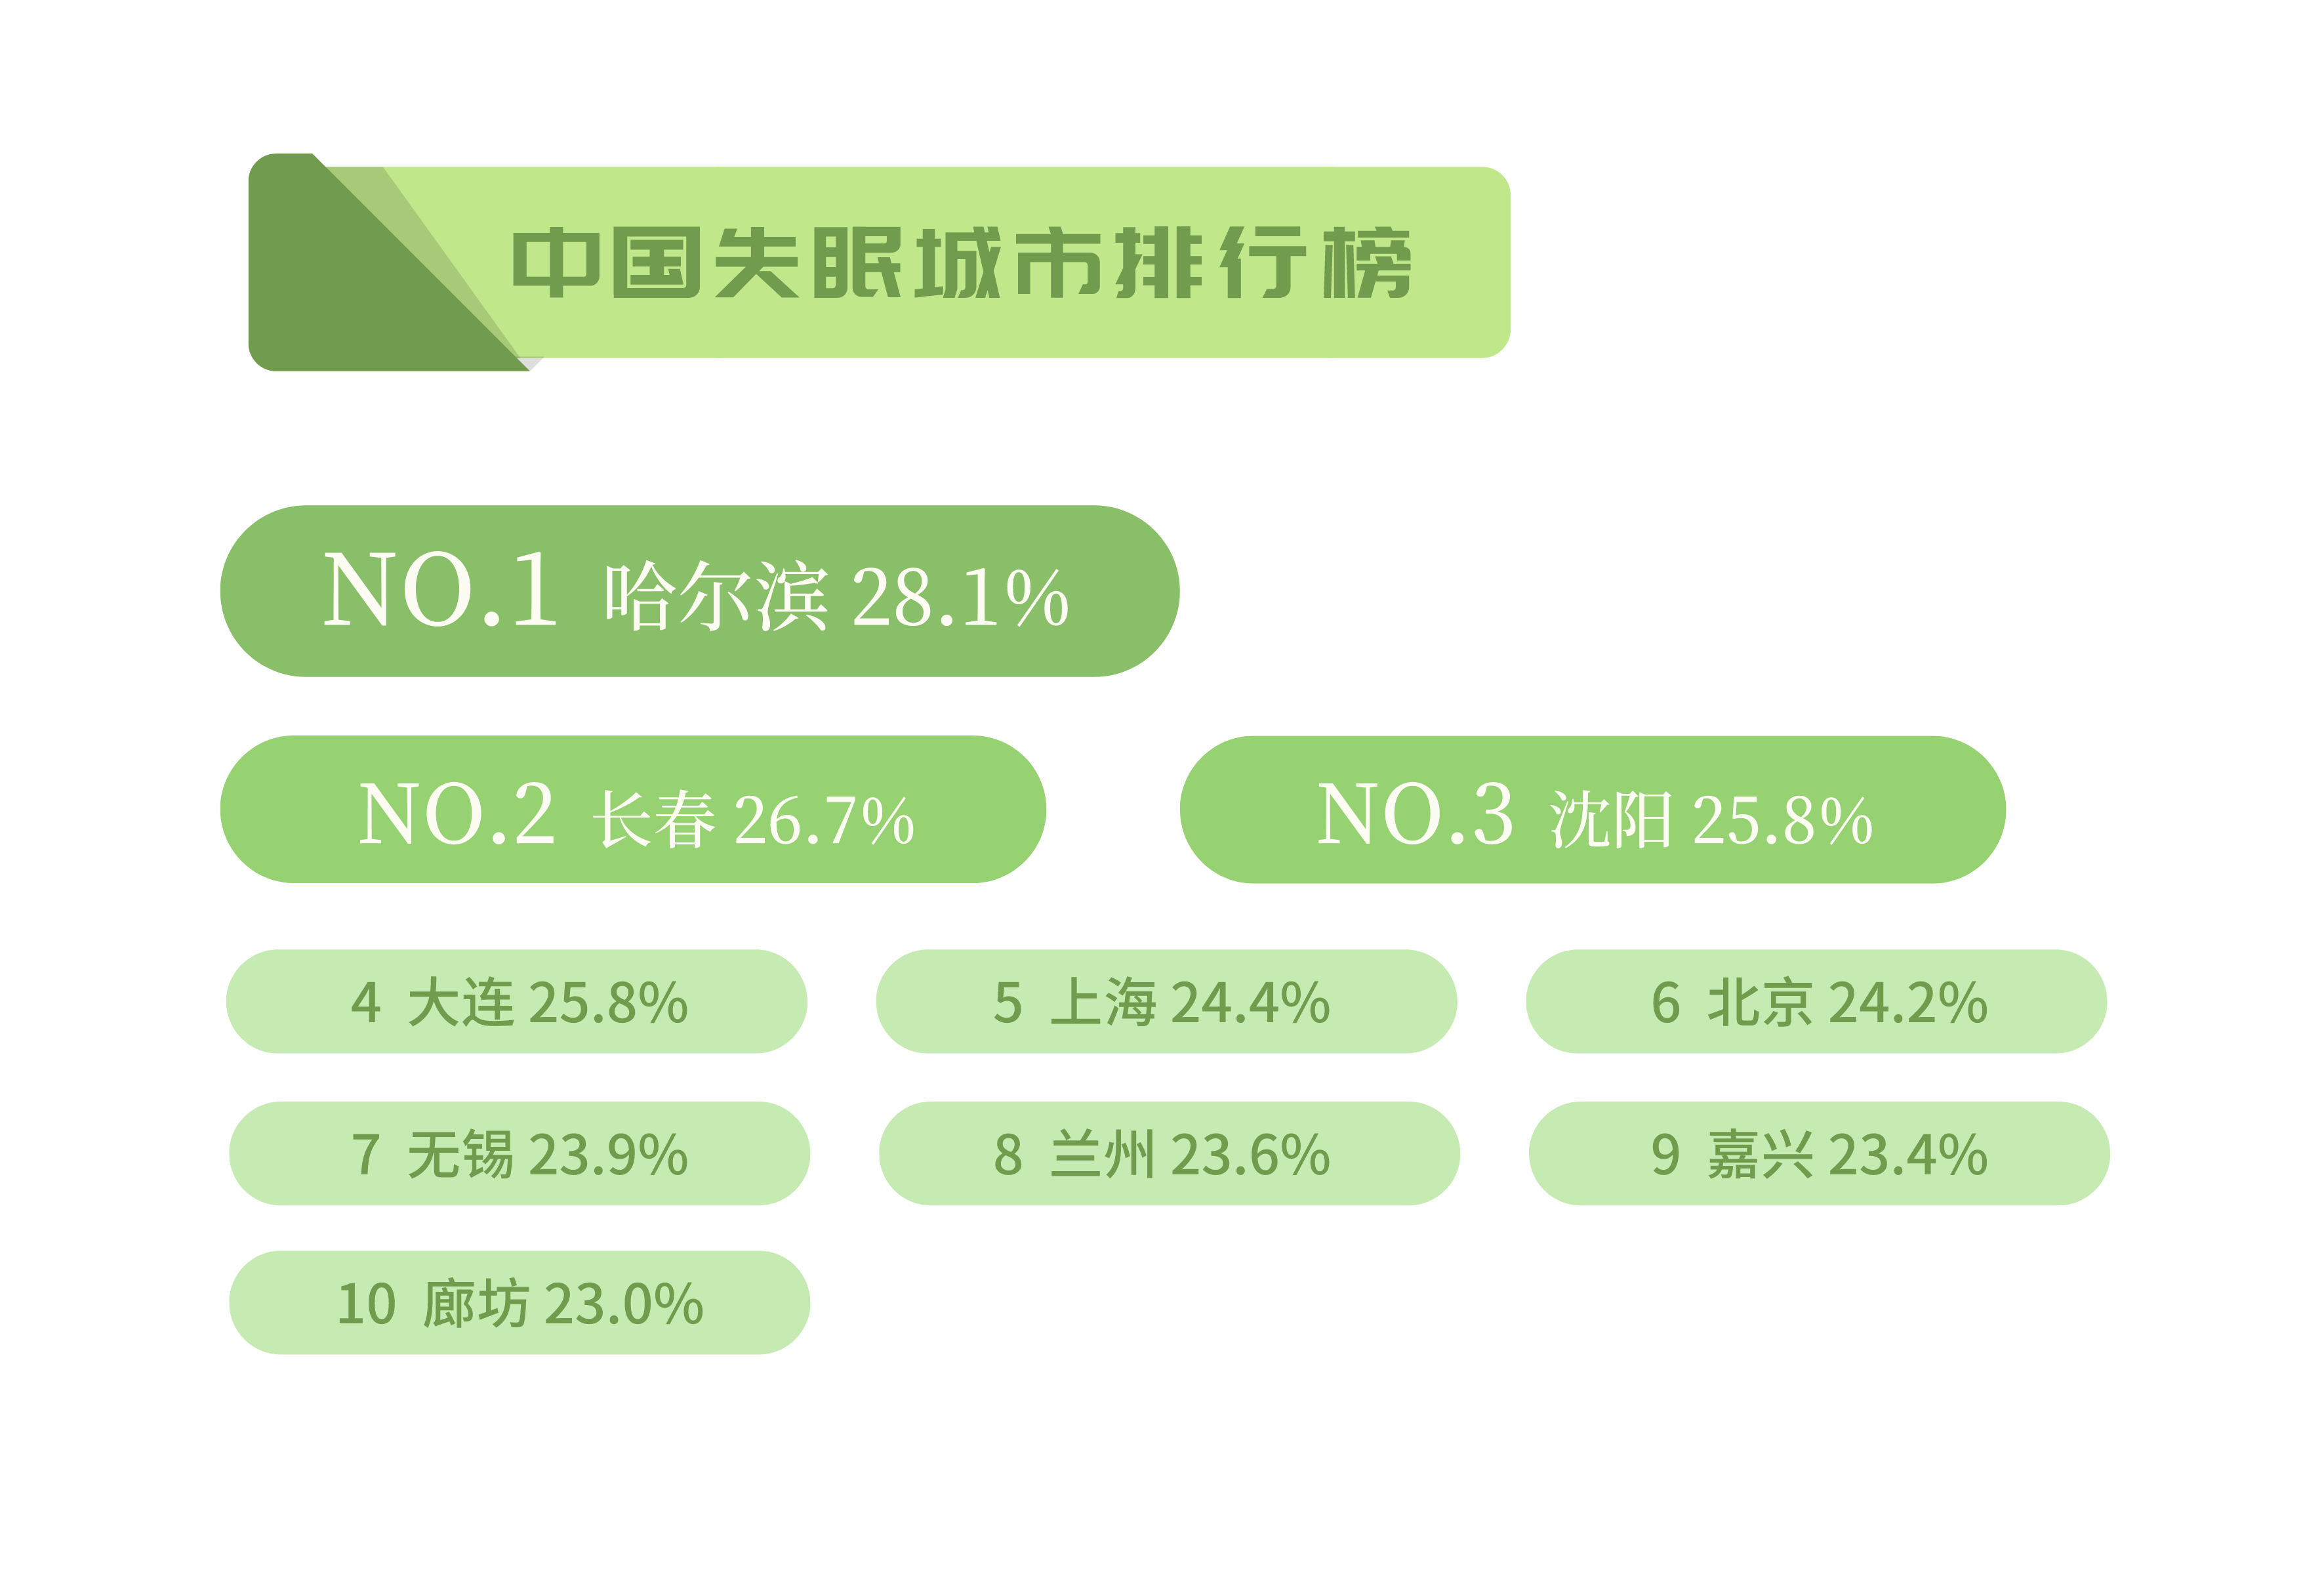 中国失眠城市排行榜
NO.1 哈尔滨 28.1%
NO.2 长春 26.7%
NO.3 沈阳 25.8%
4 大连 25.8%
5 上海 24.4%
6 北京 24.2%
7 无锡 23.9%
8 兰州 23.6%
9 嘉兴 23.4%
10 廊坊 23.0%